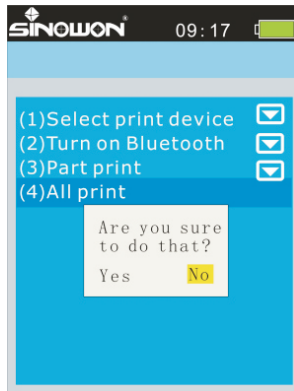 SINOWON
09:17
(1)Select print device
(2)Turn on Bluetooth
(3)Part print
(4)All print
Are you sure
to do that?
Yes No